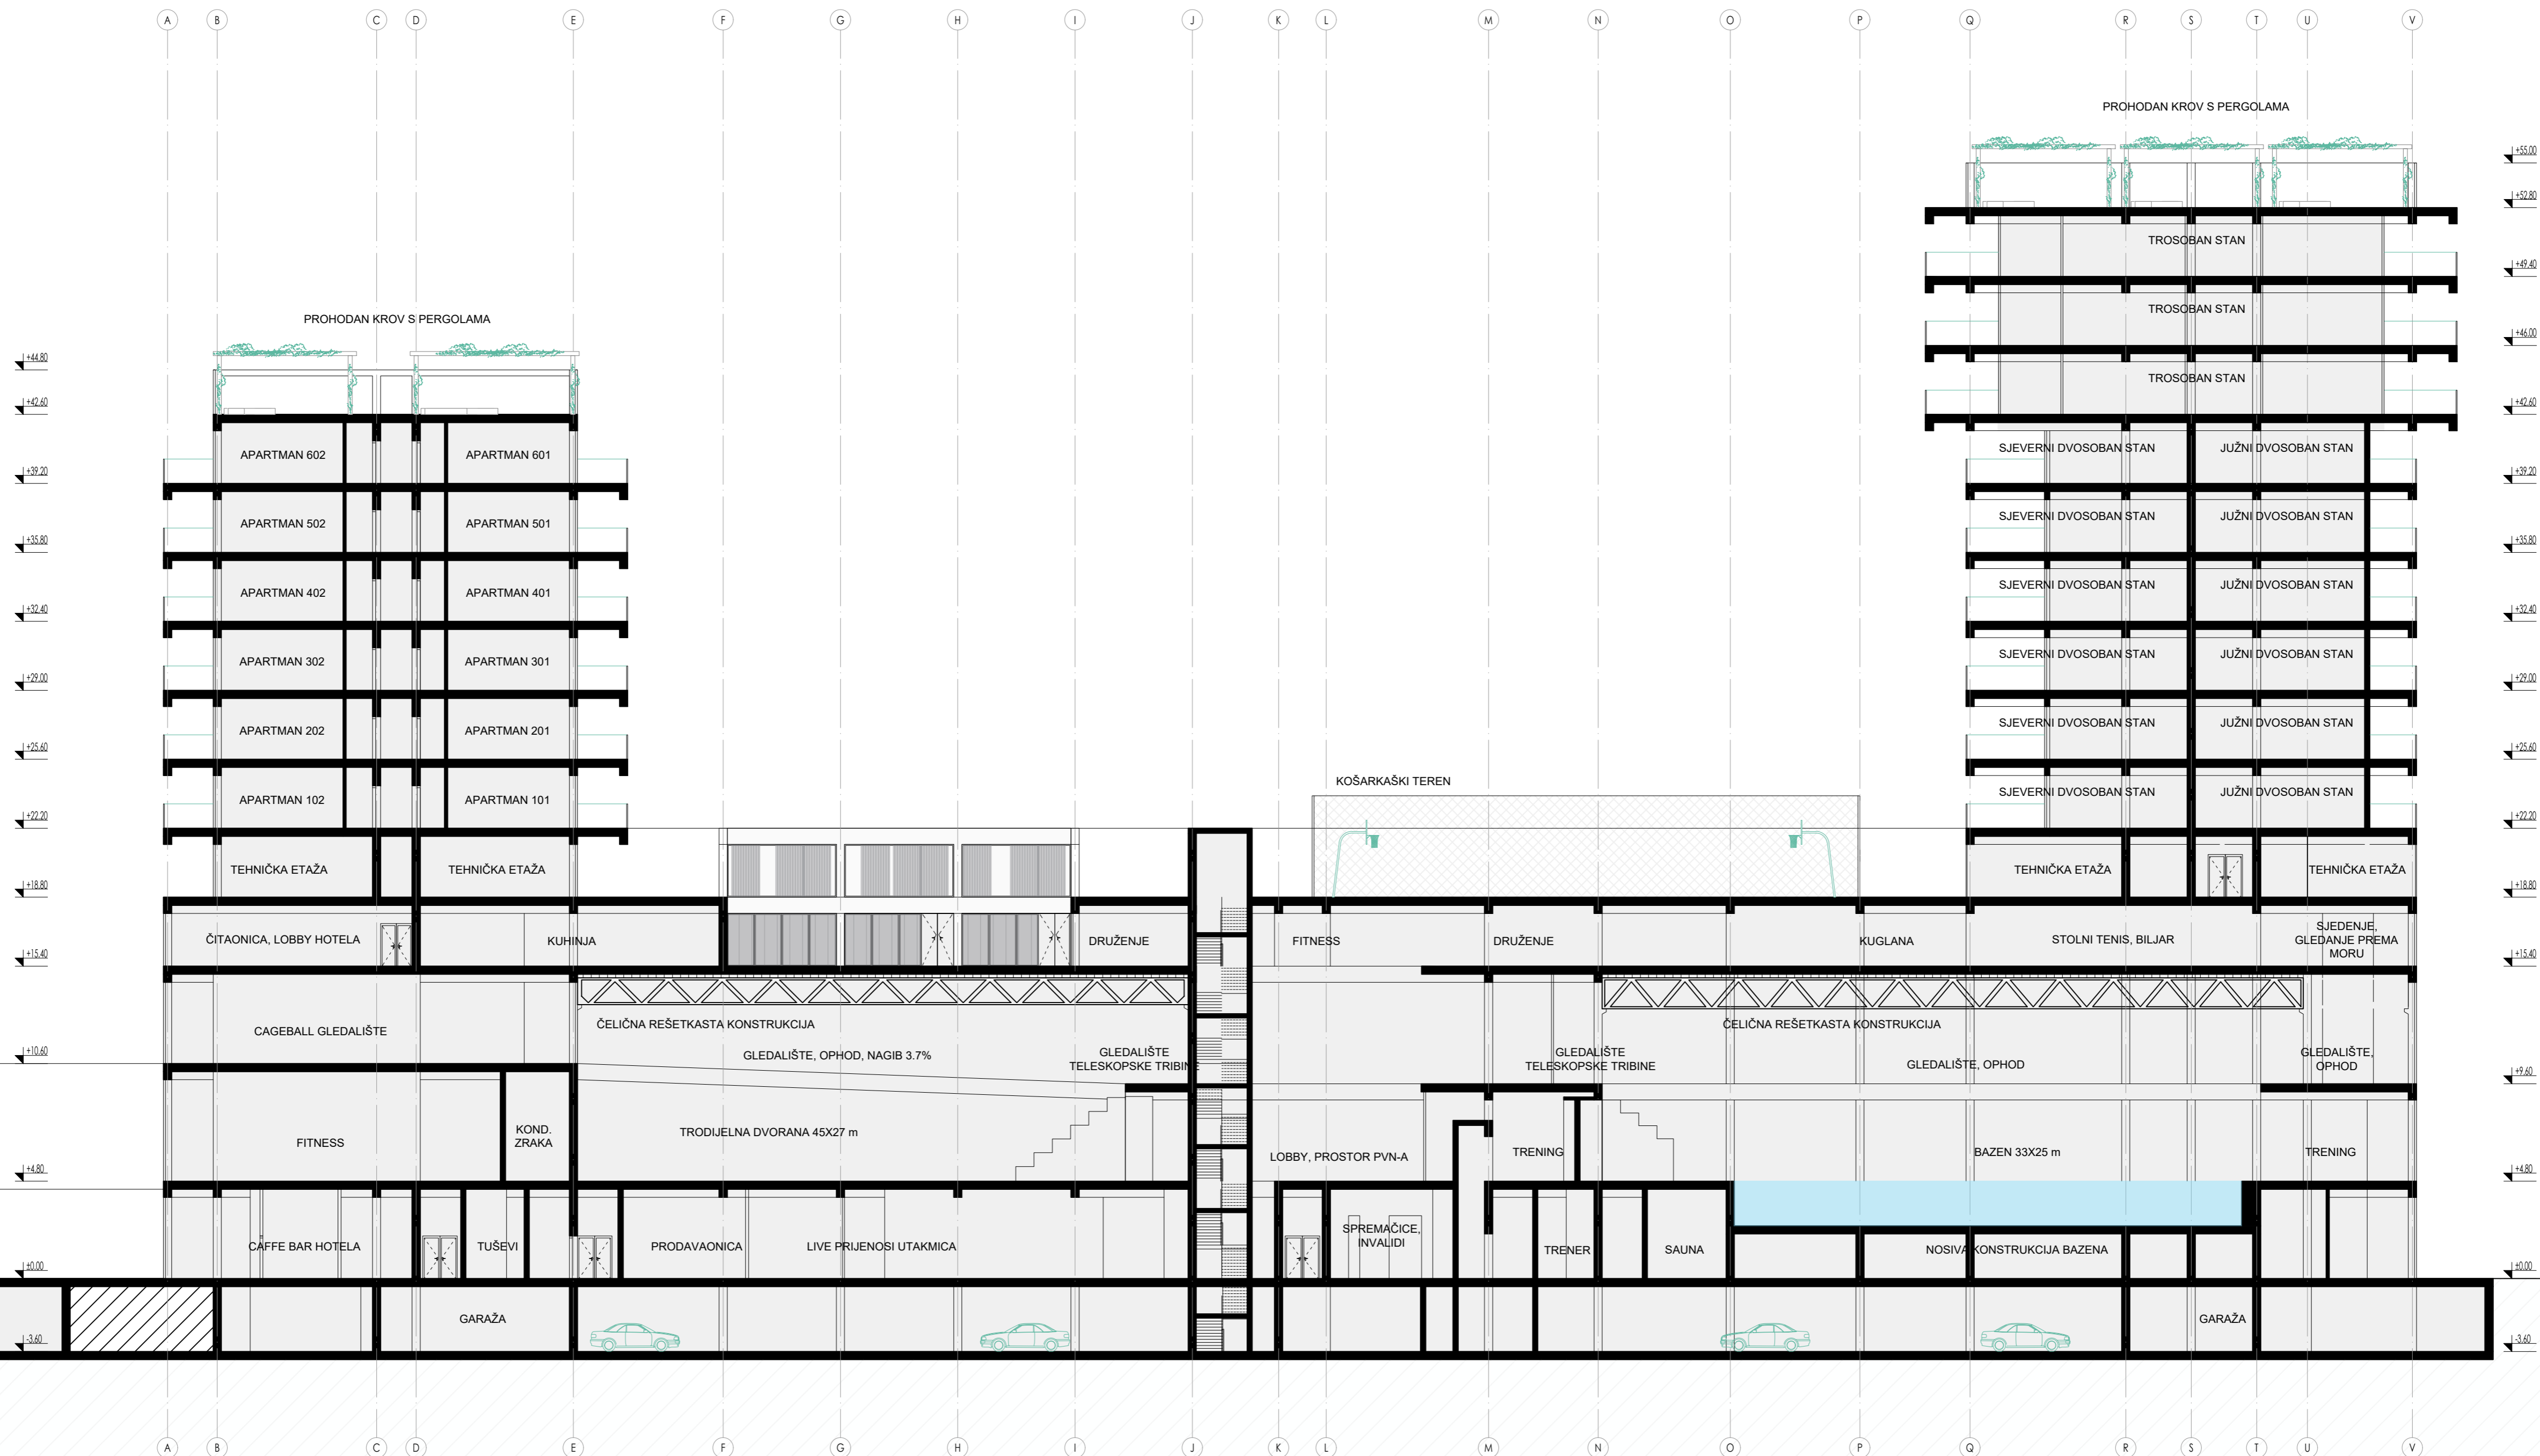 A B C D E F G H I J K L M N O P Q R S T U V
PROHODAN KROV S PERGOLAMA
+55.00
+52.80
TROSOBAN STAN
+49.40
TROSOBAN STAN
PROHODAN KROV S PERGOLAMA
+46.00
+44.80
TROSOBAN STAN
+42.60 +42.60
APARTMAN 602 APARTMAN 601 SJEVERNI DVOSOBAN STAN JUŽNI DVOSOBAN STAN
+39.20 +39.20
APARTMAN 502 APARTMAN 501 SJEVERNI DVOSOBAN STAN JUŽNI DVOSOBAN STAN
+35.80 +35.80
APARTMAN 402 APARTMAN 401 SJEVERNI DVOSOBAN STAN JUŽNI DVOSOBAN STAN
+32.40 +32.40
APARTMAN 302 APARTMAN 301 SJEVERNI DVOSOBAN STAN JUŽNI DVOSOBAN STAN
+29.00 +29.00
APARTMAN 202 APARTMAN 201 SJEVERNI DVOSOBAN STAN JUŽNI DVOSOBAN STAN
+25.60 +25.60
KOŠARKAŠKI TEREN
APARTMAN 102 APARTMAN 101 SJEVERNI DVOSOBAN STAN JUŽNI DVOSOBAN STAN
+22.20 +22.20
TEHNIČKA ETAŽA TEHNIČKA ETAŽA TEHNIČKA ETAŽA TEHNIČKA ETAŽA
+18.80 +18.80
ČITAONICA, LOBBY HOTELA KUHINJA DRUŽENJE FITNESS DRUŽENJE KUGLANA STOLNI TENIS, BILJAR
SJEDENJE,
GLEDANJE PREMA
MORU
+15.40 +15.40
CAGEBALL GLEDALIŠTE
ČELIČNA REŠETKASTA KONSTRUKCIJA ČELIČNA REŠETKASTA KONSTRUKCIJA
GLEDALIŠTE, OPHOD, NAGIB 3.7%
GLEDALIŠTE
TELESKOPSKE TRIBINE
GLEDALIŠTE
TELESKOPSKE TRIBINE
GLEDALIŠTE, OPHOD
GLEDALIŠTE,
OPHOD
+10.60
+9.60
FITNESS
KOND.
ZRAKA
TRODIJELNA DVORANA 45X27 m
LOBBY, PROSTOR PVN-A
TRENING
BAZEN 33X25 m
TRENING
+4.80 +4.80
CAFFE BAR HOTELA TUŠEVI PRODAVAONICA LIVE PRIJENOSI UTAKMICA
SPREMAČICE,
INVALIDI
TRENER SAUNA NOSIVA KONSTRUKCIJA BAZENA
±0.00 ±0.00
GARAŽA GARAŽA
-3.60 -3.60
A B C D E F G H I J K L M N O P Q R S T U V